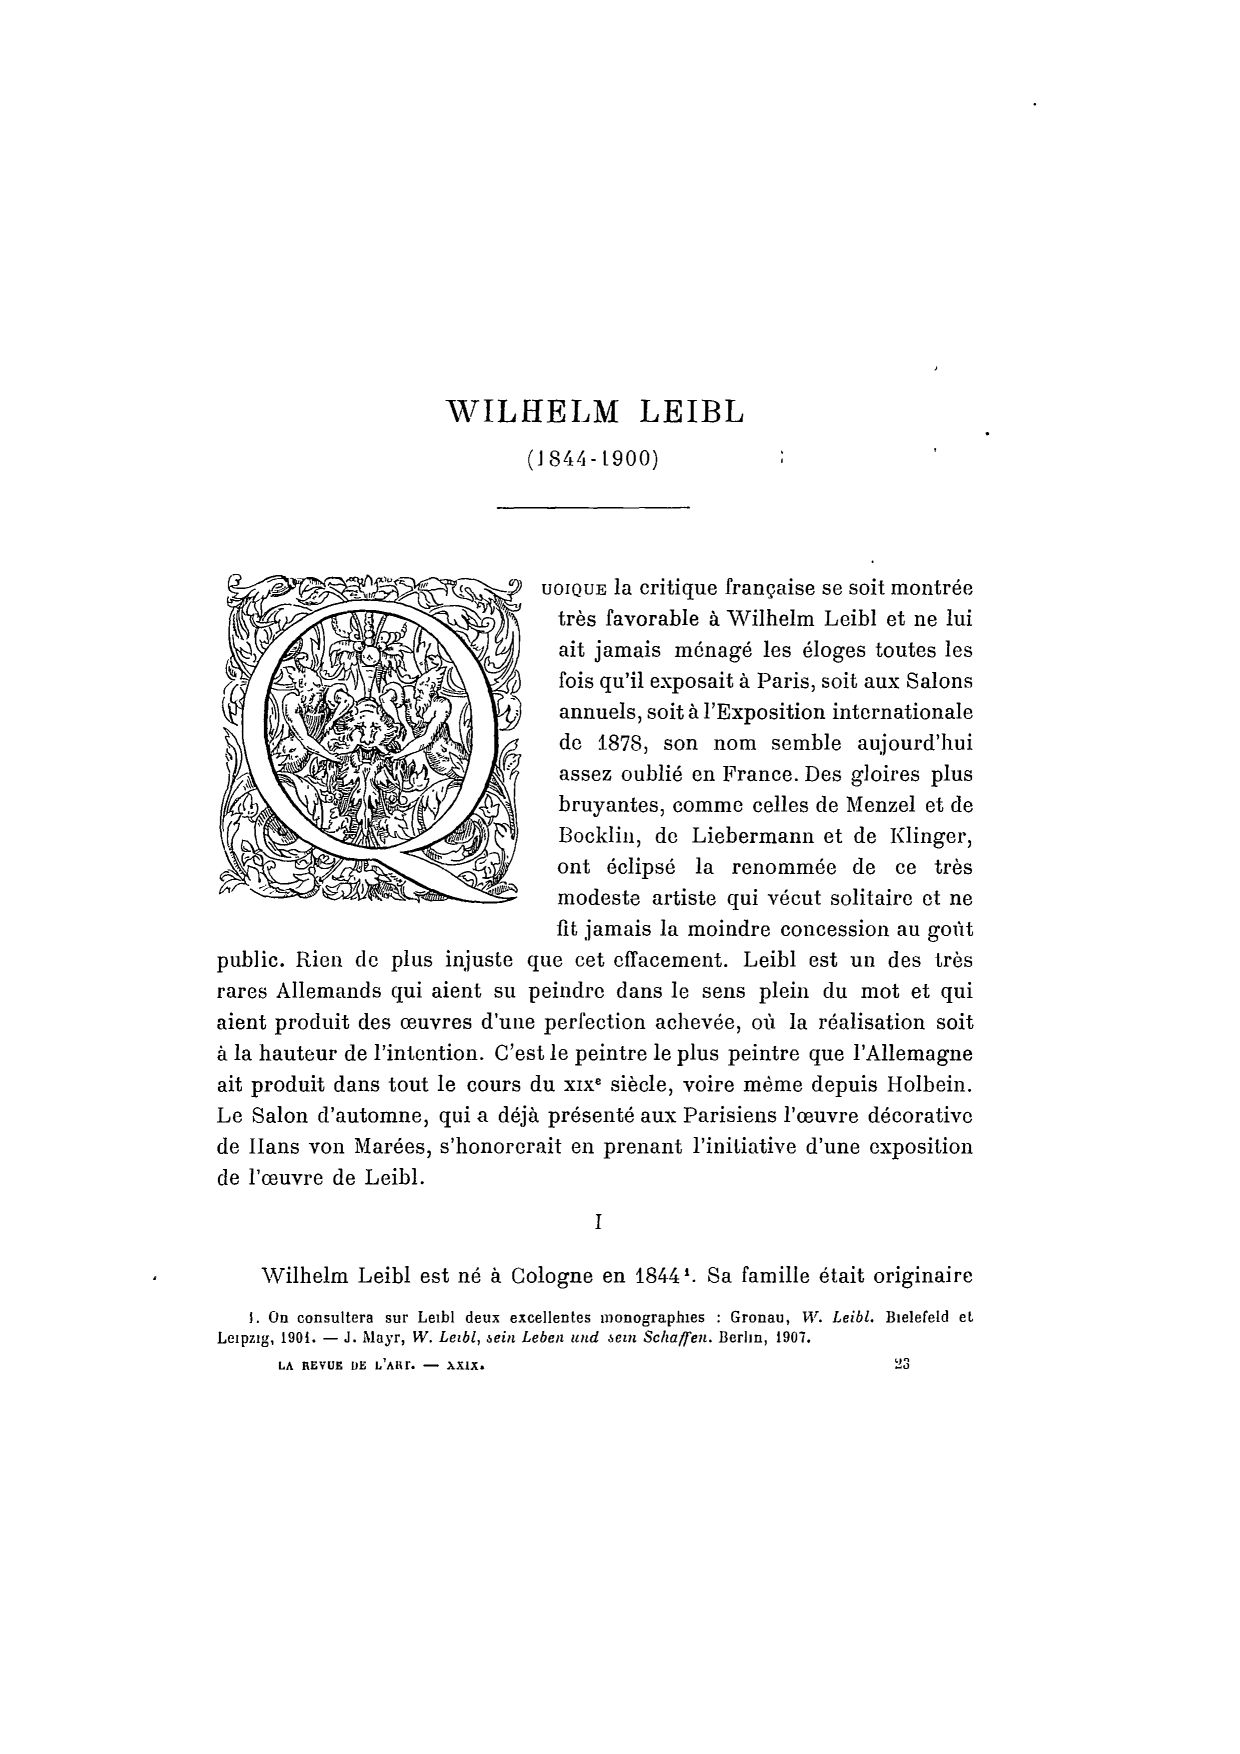 WILHELM LEIBL
(1844-1900)
QUOIQUE la critique française se soit montrée
très favorable à Wilhelm Leibl et ne lui
ait jamais ménagé les éloges toutes les
fois qu'il exposait à Paris, soit aux Salons
annuels, soit à l'Exposition internationale
de 1878, son nom semble aujourd'hui
assez oublié en France. Des gloires plus
bruyantes, comme celles de Menzel et de
Bocklin, de Liebermann et de Klinger,
ont éclipsé la renommée de ce très
modeste artiste qui vécut solitaire et ne
fit jamais la moindre concession au goût
public. Rien de plus injuste que cet effacement. Leibl est un des très
rares Allemands qui aient su peindre dans le sens plein du mot et qui
aient produit des œuvres d'une perfection achevée, où la réalisation soit
à la hauteur de l'intention. C'est le peintre le plus peintre que l'Allemagne
ait produit dans tout le cours du XIXe siècle, voire même depuis Holbein.
Le Salon d'automne, qui a déjà présenté aux Parisiens l'œuvre décorative
de Hans von Marées, s'honorerait en prenant l'initiative d'une exposition
de l'œuvre de Leibl.
I
Wilhelm Leibl est né à Cologne en 1844¹. Sa famille était originaire
1. On consultera sur Leibl deux excellentes monographies : Gronau, W. Leibl. Bielefeld et
Leipzig, 1901. — J. Mayr, W. Leibl, sein Leben und sein Schaffen. Berlin, 1907.
LA REVUE DE L'ART. — XXIX. 23